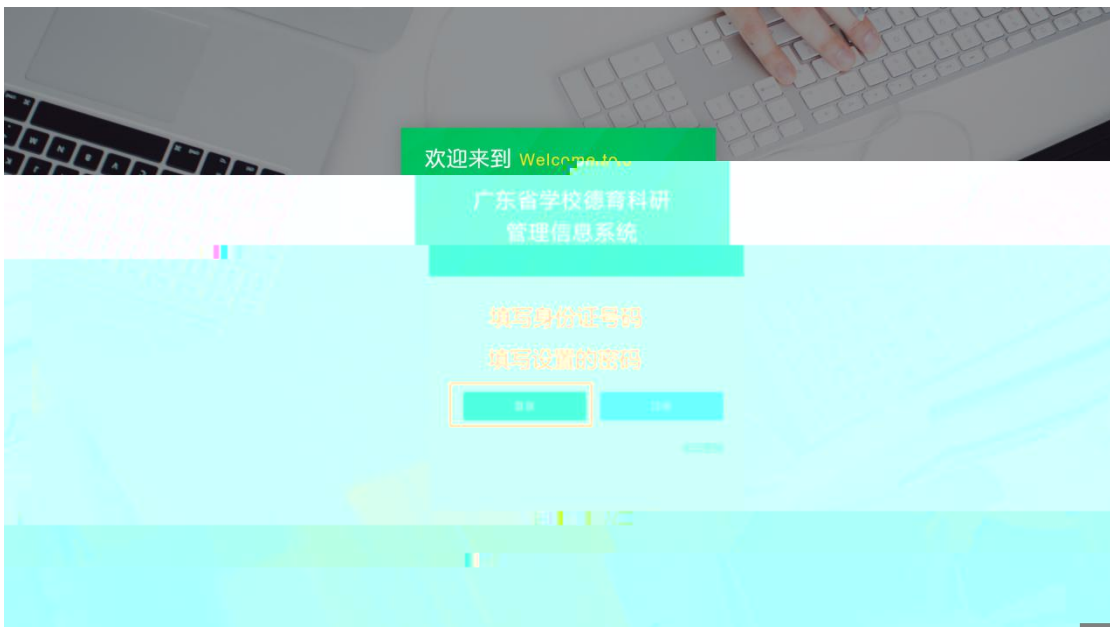 欢迎来到 Welcome to..
广东省学校德育科研
管理信息系统
填写身份证号码
填写设置的密码